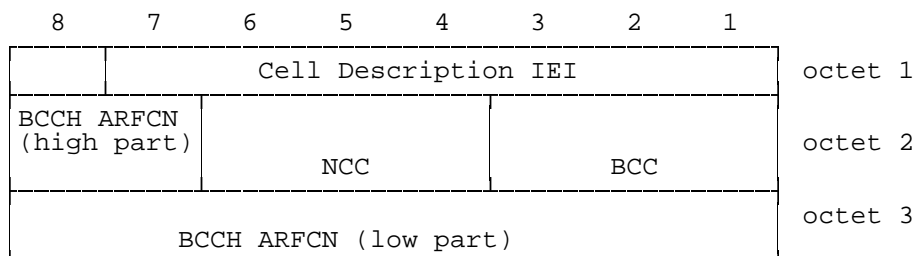 8 7 6 5 4 3 2 1
Cell Description IEI octet 1
BCCH ARFCN
(high part) octet 2
NCC BCC
octet 3
BCCH ARFCN (low part)